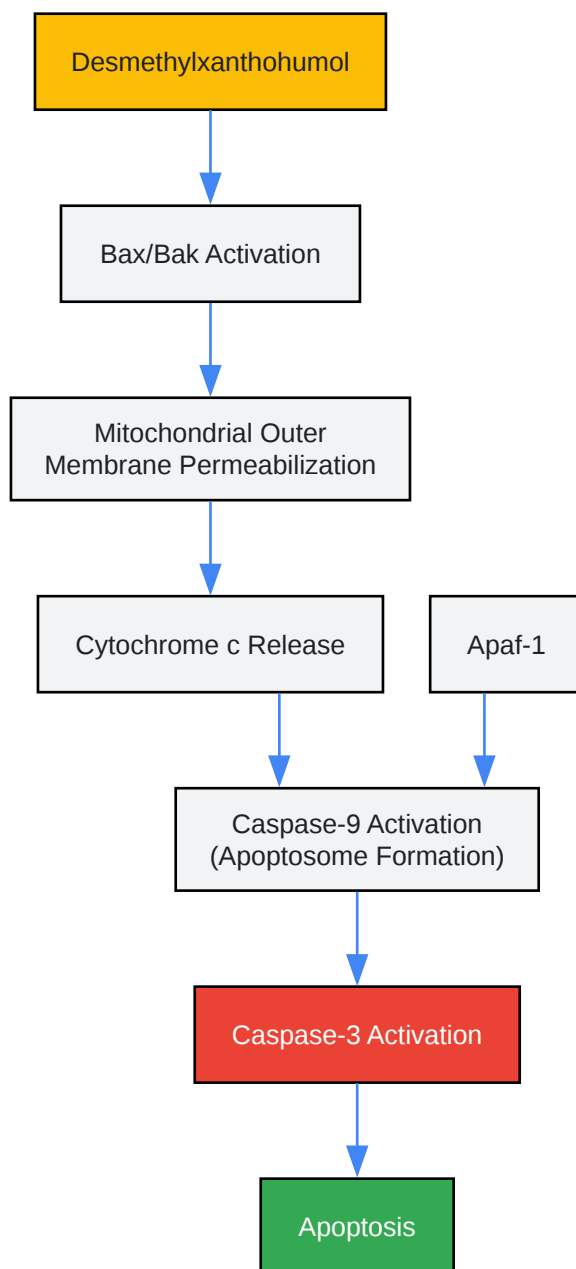 Desmethylxanthohumol
Bax/Bak Activation
Mitochondrial Outer
Membrane Permeabilization
Cytochrome c Release
Apaf-1
Caspase-9 Activation
(Apoptosome Formation)
Caspase-3 Activation
Apoptosis